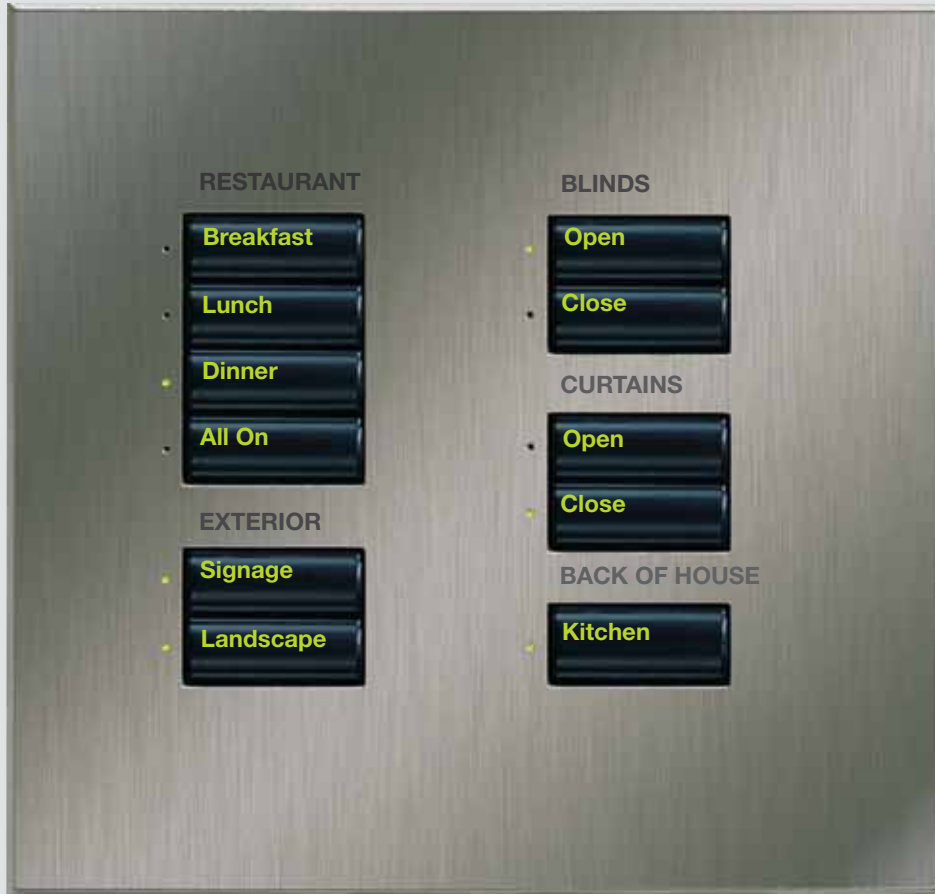 RESTAURANT
Breakfast
Lunch
Dinner
All On
EXTERIOR
Signage
Landscape
BLINDS
Open
Close
CURTAINS
Open
Close
BACK OF HOUSE
Kitchen